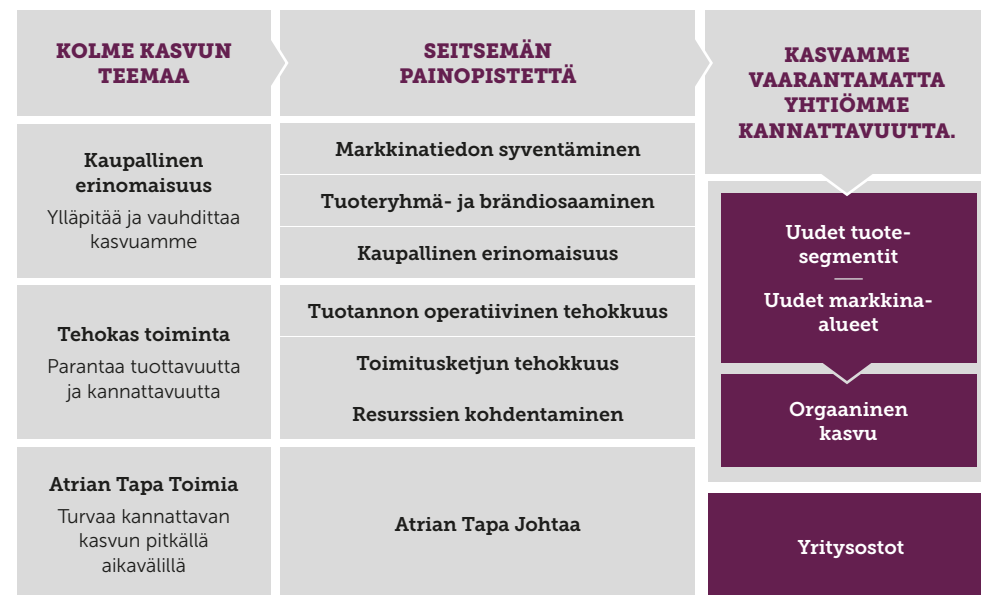 KOLME KASVUN
TEEMAA
SEITSEMÄN
PAINOPISTETTÄ
KASVAMME
VAARANTAMATTA
YHTIÖMME
KANNATTAVUUTTA.
Kaupallinen
erinomaisuus
Ylläpitää ja vauhdittaa
kasvuamme
Markkinatiedon syventäminen
Tuoteryhmä- ja brändiosaaminen
Kaupallinen erinomaisuus
Tehokas toiminta
Parantaa tuottavuutta
ja kannattavuutta
Tuotannon operatiivinen tehokkuus
Toimitusketjun tehokkuus
Resurssien kohdentaminen
Atrian Tapa Toimia
Turvaa kannattavan
kasvun pitkällä
aikavälillä
Atrian Tapa Johtaa
Uudet tuote-
segmentit
Uudet markkina-
alueet
Orgaaninen
kasvu
Yritysostot